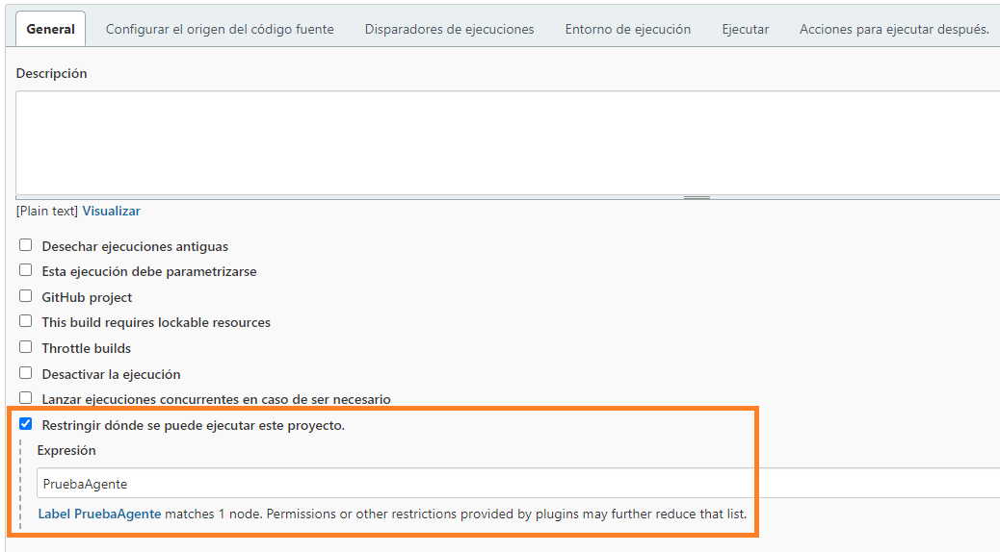 General Configurar el origen del código fuente Disparadores de ejecuciones Entorno de ejecución Ejecutar Acciones para ejecutar después.
Descripción
[Plain text] Visualizar
Desechar ejecuciones antiguas
Esta ejecución debe parametrizarse
GitHub project
This build requires lockable resources
Throttle builds
Desactivar la ejecución
Lanzar ejecuciones concurrentes en caso de ser necesario
Restringir dónde se puede ejecutar este proyecto.
Expresión
PruebaAgente
Label PruebaAgente matches 1 node. Permissions or other restrictions provided by plugins may further reduce that list.